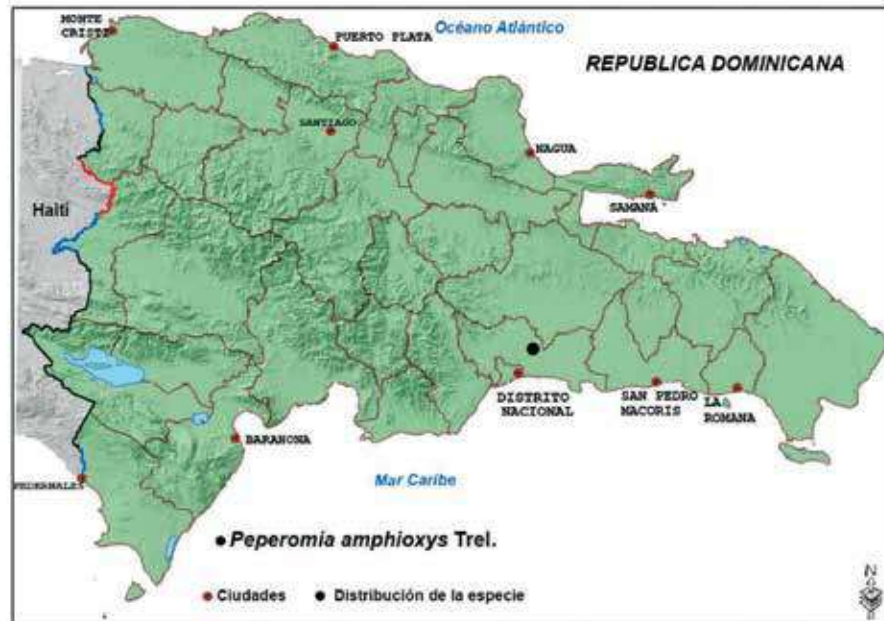 MONTE
CRISTI
PUERTO PLATA
Océano Atlántico
REPUBLICA DOMINICANA
SANTIAGO
NAGUA
SAMANA
Haití
DISTRITO
NACIONAL
SAN PEDRO
MACORIS
LA
ROMANA
BARAHONA
PEDERNALES
Mar Caribe
Peperomia amphioxys Trel.
Ciudades
Distribución de la especie
N